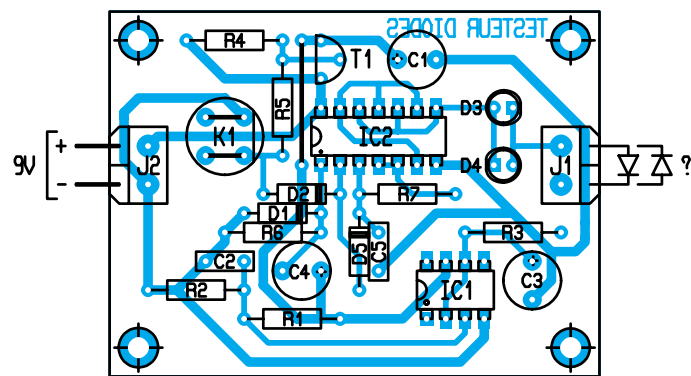 TESTEUR DIODES
R4
T1
C1
R5
D3
K1
IC2
9V
+
-
J2
D4
J1
?
D2
R7
D1
R6
R3
D5
C5
C2
C4
C3
R2
IC1
R1